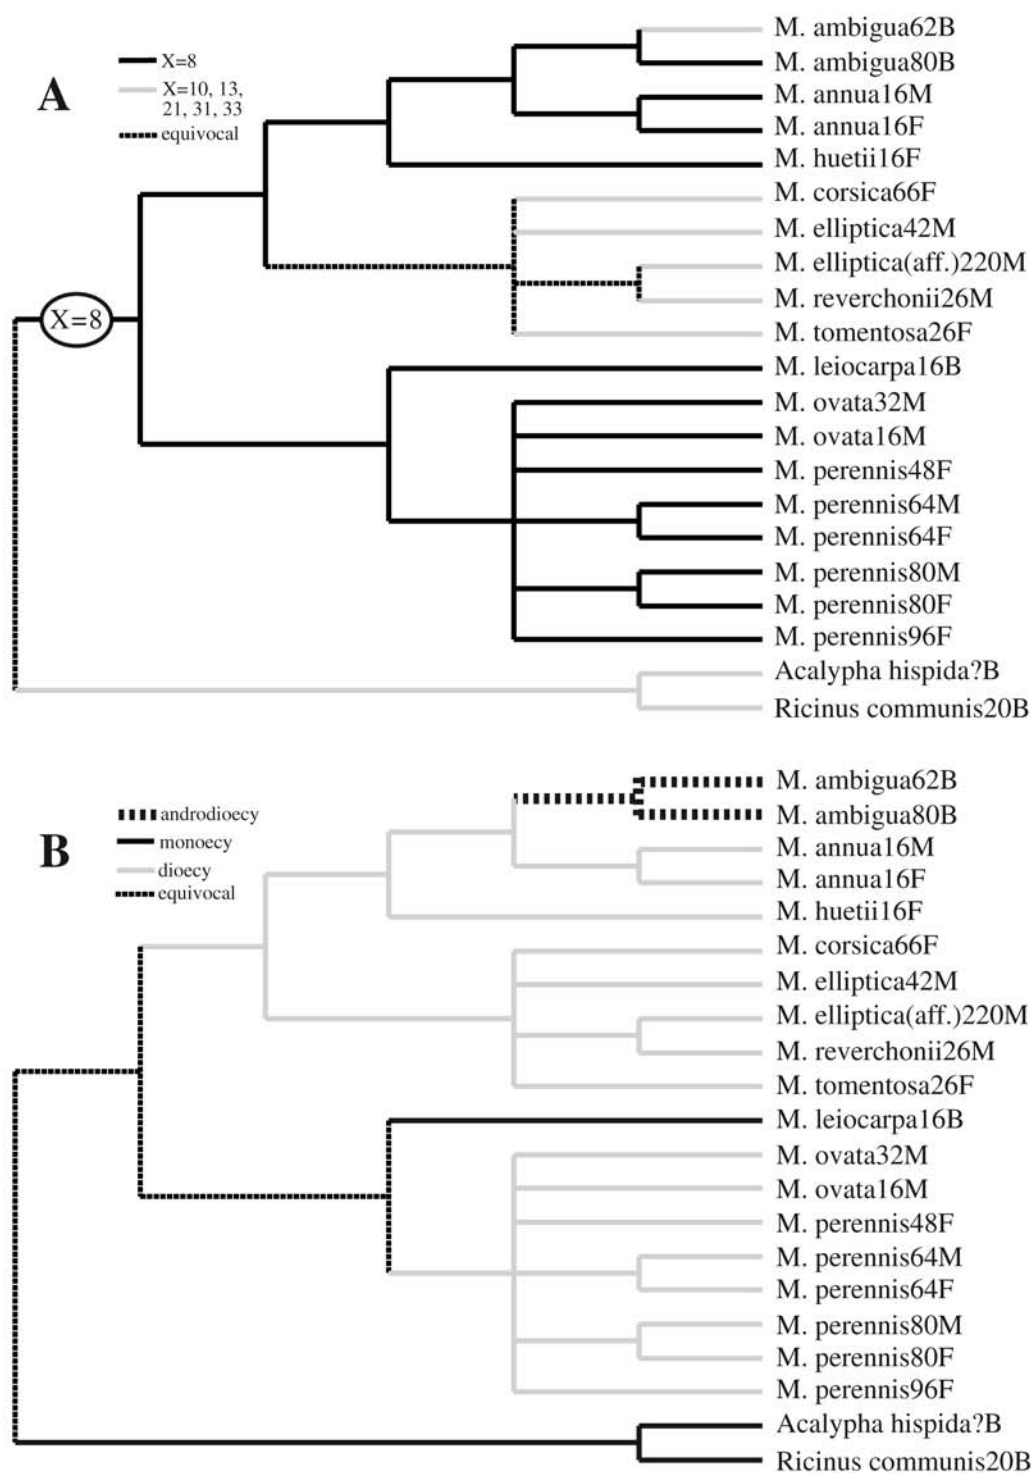 A
X=8
X=10, 13,
21, 31, 33
equivocal
X=8
M. ambigua62B
M. ambigua80B
M. annua16M
M. annua16F
M. huetii16F
M. corsica66F
M. elliptica42M
M. elliptica(aff.)220M
M. reverchonii26M
M. tomentosa26F
M. leiocarpa16B
M. ovata32M
M. ovata16M
M. perennis48F
M. perennis64M
M. perennis64F
M. perennis80M
M. perennis80F
M. perennis96F
Acalypha hispida?B
Ricinus communis20B
B
androdioecy
monoecy
dioecy
equivocal
M. ambigua62B
M. ambigua80B
M. annua16M
M. annua16F
M. huetii16F
M. corsica66F
M. elliptica42M
M. elliptica(aff.)220M
M. reverchonii26M
M. tomentosa26F
M. leiocarpa16B
M. ovata32M
M. ovata16M
M. perennis48F
M. perennis64M
M. perennis64F
M. perennis80M
M. perennis80F
M. perennis96F
Acalypha hispida?B
Ricinus communis20B